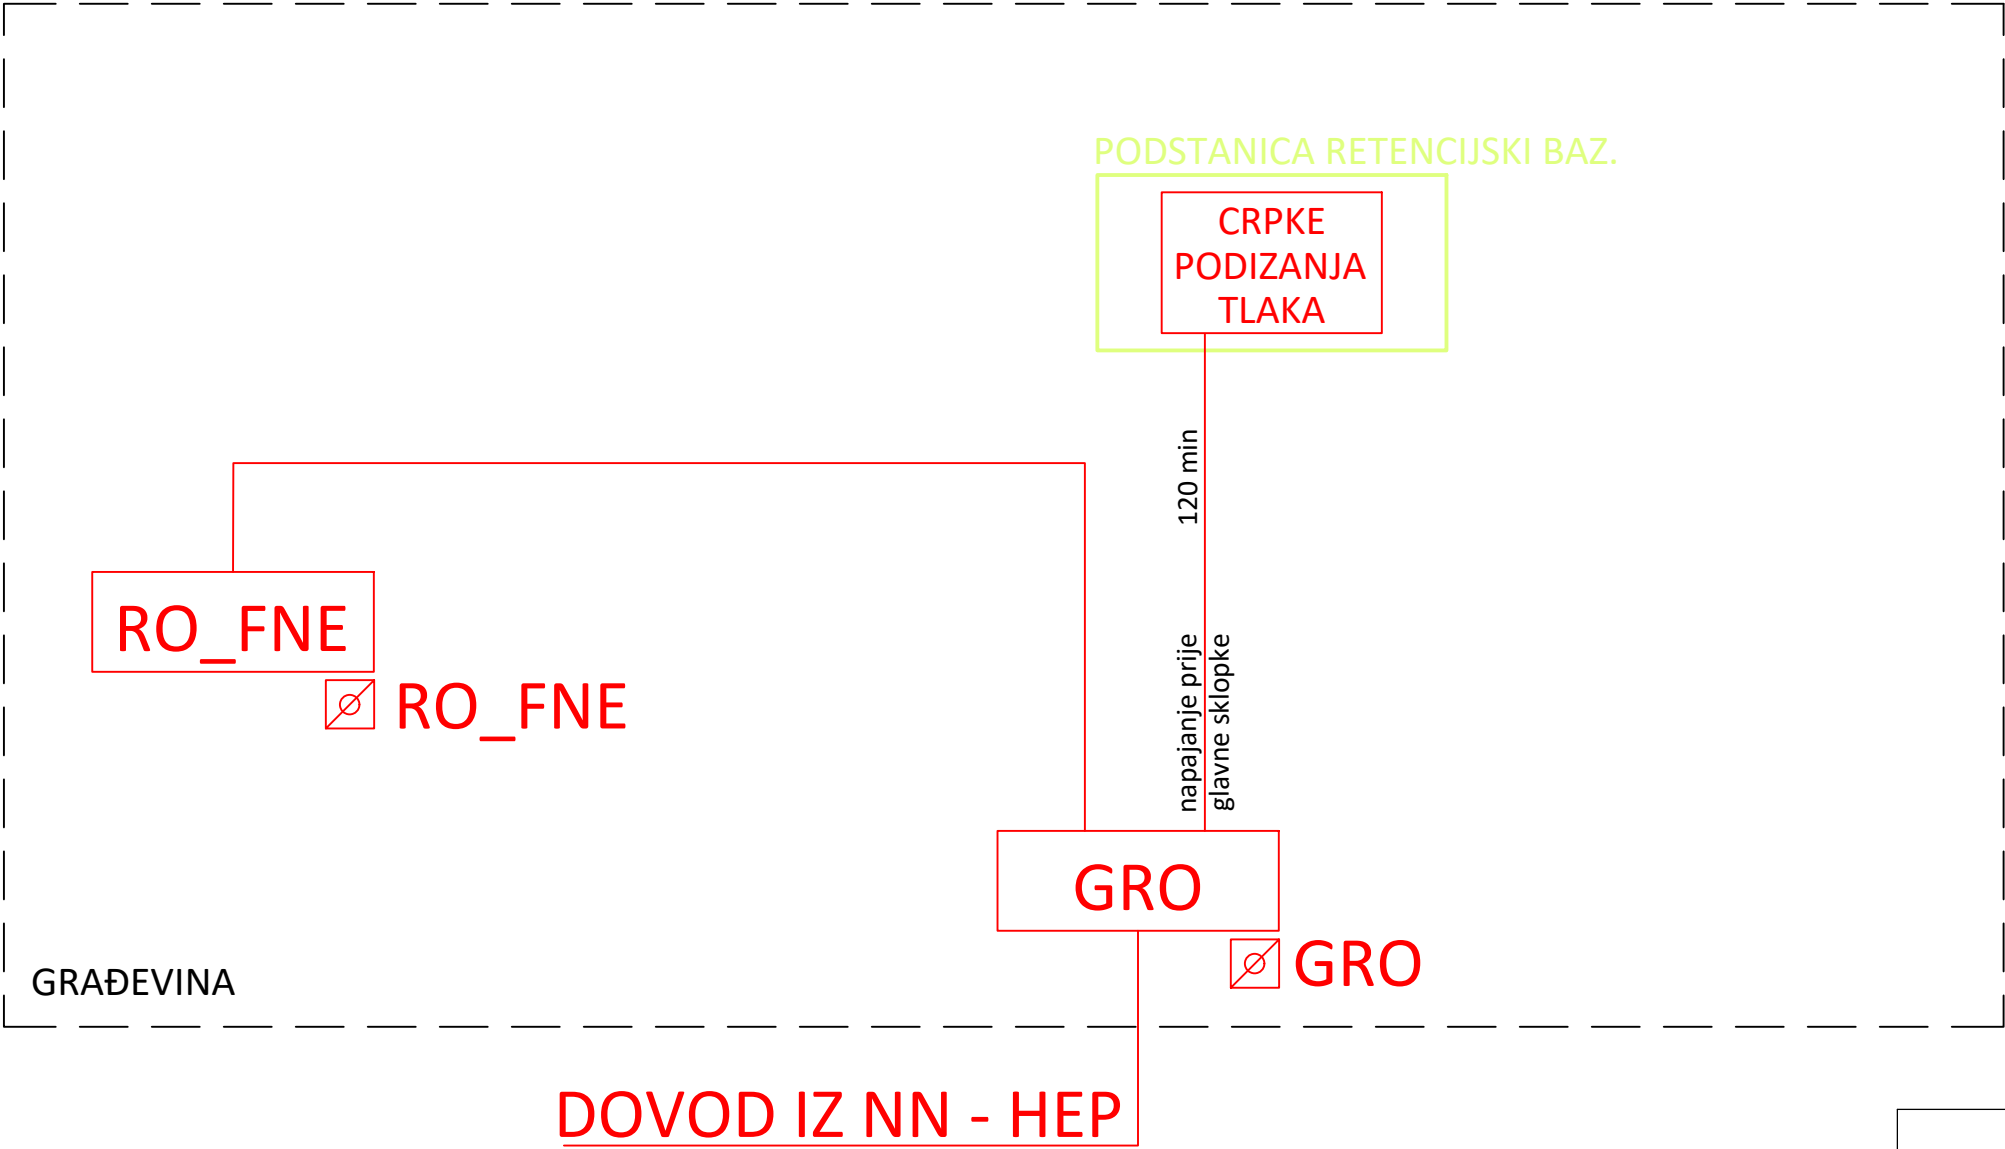 PODSTANICA RETENCIJSKI BAZ.
CRPKE
PODIZANJA
TLAKA
120 min
napajanje prije
glavne sklopke
RO_FNE
RO_FNE
GRO
GRO
GRAĐEVINA
DOVOD IZ NN - HEP